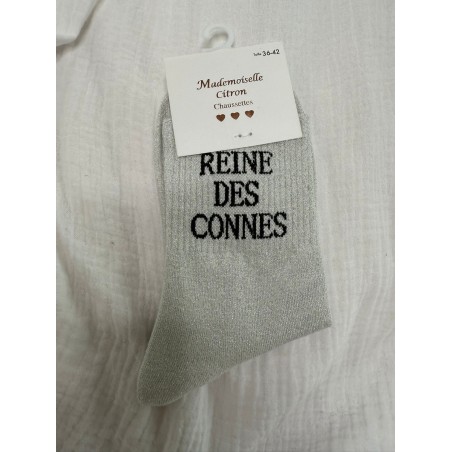 Taille 36-42
Mademoiselle
Citron
Chaussettes
REINE
DES
CONNES